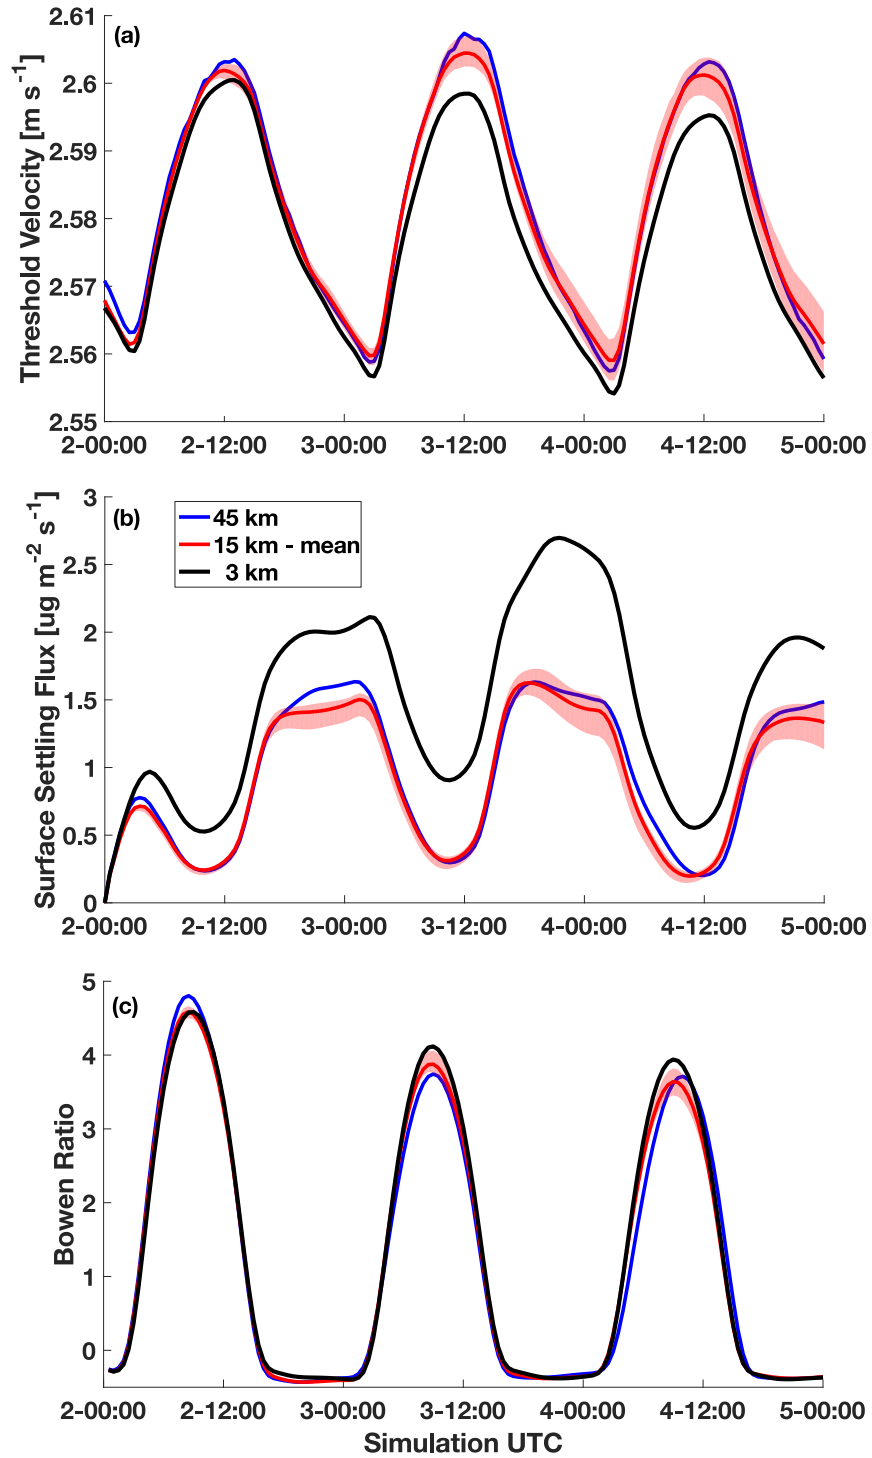 (a)
Threshold Velocity [m s⁻¹]
2.61
2.6
2.59
2.58
2.57
2.56
2.55
2-00:00 2-12:00 3-00:00 3-12:00 4-00:00 4-12:00 5-00:00
(b)
Surface Settling Flux [ug m⁻² s⁻¹]
45 km
15 km - mean
3 km
3
2.5
2
1.5
1
0.5
0
2-00:00 2-12:00 3-00:00 3-12:00 4-00:00 4-12:00 5-00:00
(c)
Bowen Ratio
5
4
3
2
1
0
2-00:00 2-12:00 3-00:00 3-12:00 4-00:00 4-12:00 5-00:00
Simulation UTC